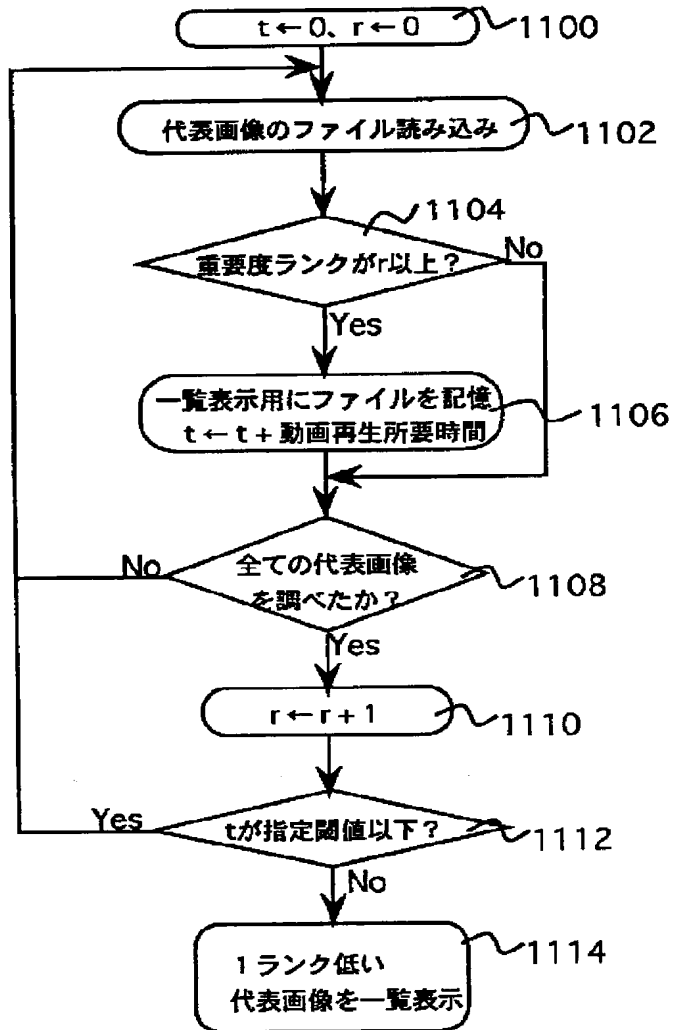 t←0、r←0
1100
代表画像のファイル読み込み
1102
1104
重要度ランクがr以上?
No
Yes
一覧表示用にファイルを記憶
t←t+動画再生所要時間
1106
No
全ての代表画像
を調べたか?
1108
Yes
r←r+1
1110
Yes
tが指定閾値以下?
1112
No
1ランク低い
代表画像を一覧表示
1114